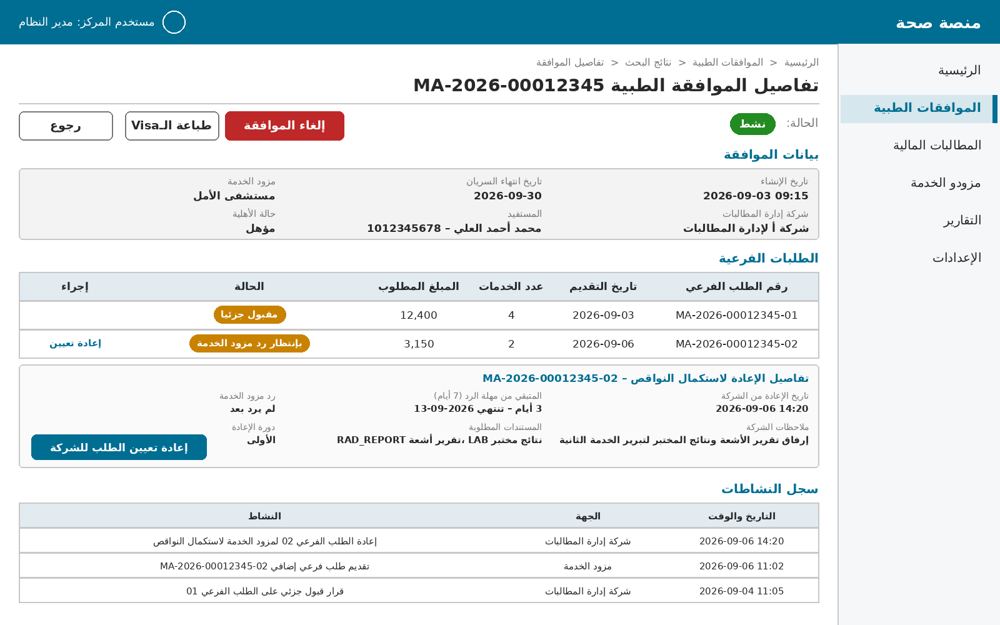 منصة صحة
مستخدم المركز: مدير النظام
الرئيسية
الموافقات الطبية
المطالبات المالية
مزودو الخدمة
التقارير
الإعدادات
الرئيسية > الموافقات الطبية > نتائج البحث > تفاصيل الموافقة
تفاصيل الموافقة الطبية MA-2026-00012345
الحالة: نشط
إلغاء الموافقة
طباعة الـVisa
رجوع
بيانات الموافقة
تاريخ الإنشاء
2026-09-03 09:15
تاريخ انتهاء السريان
2026-09-30
مزود الخدمة
مستشفى الأمل
شركة إدارة المطالبات
شركة أ لإدارة المطالبات
المستفيد
محمد أحمد العلي – 1012345678
حالة الأهلية
مؤهل
الطلبات الفرعية
رقم الطلب الفرعي تاريخ التقديم عدد الخدمات المبلغ المطلوب الحالة إجراء
MA-2026-00012345-01 2026-09-03 4 12,400 مقبول جزئيا
MA-2026-00012345-02 2026-09-06 2 3,150 بإنتظار رد مزود الخدمة إعادة تعيين
تفاصيل الإعادة لاستكمال النواقص – MA-2026-00012345-02
تاريخ الإعادة من الشركة
2026-09-06 14:20
المتبقي من مهلة الرد (7 أيام)
3 أيام – تنتهي 2026-09-13
رد مزود الخدمة
لم يرد بعد
ملاحظات الشركة
إرفاق تقرير الأشعة ونتائج المختبر لتبرير الخدمة الثانية
المستندات المطلوبة
نتائج مختبر LAB، تقرير أشعة RAD_REPORT
دورة الإعادة
الأولى
إعادة تعيين الطلب للشركة
سجل النشاطات
التاريخ والوقت الجهة النشاط
2026-09-06 14:20 شركة إدارة المطالبات إعادة الطلب الفرعي 02 لمزود الخدمة لاستكمال النواقص
2026-09-06 11:02 مزود الخدمة تقديم طلب فرعي إضافي MA-2026-00012345-02
2026-09-04 11:05 شركة إدارة المطالبات قرار قبول جزئي على الطلب الفرعي 01